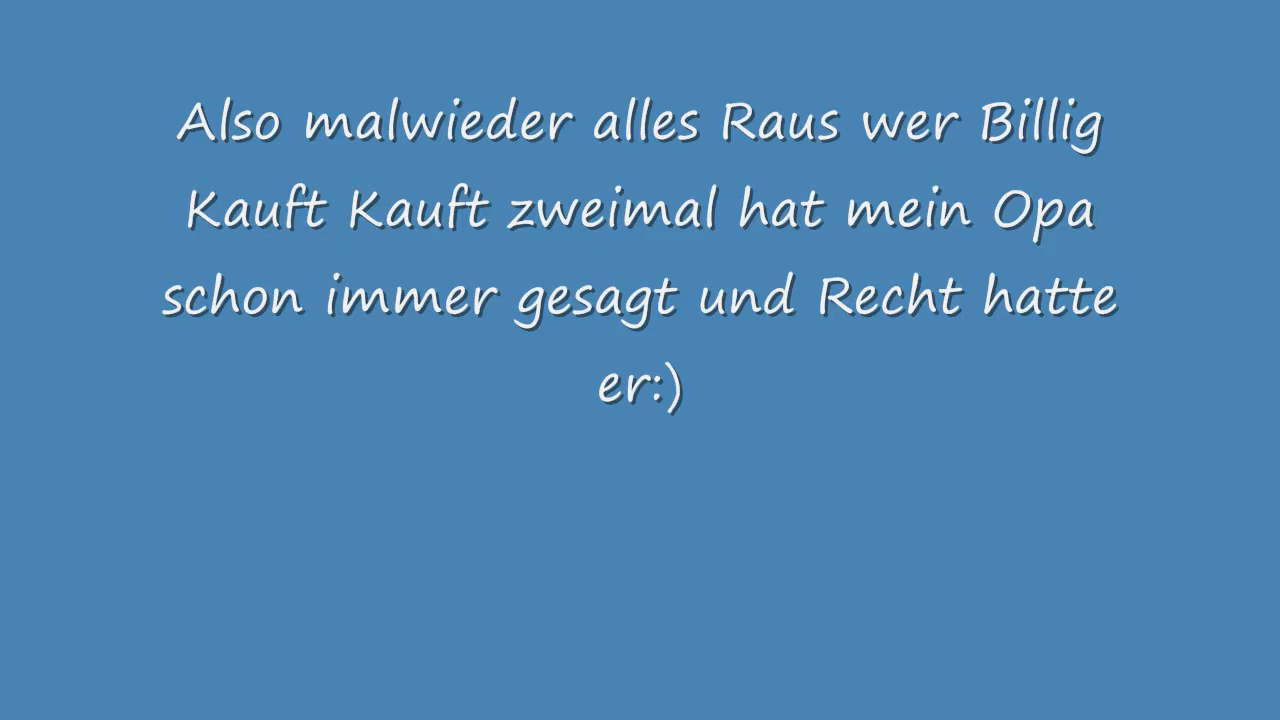 Also malwieder alles Raus wer Billig
Kauft Kauft zweimal hat mein Opa
schon immer gesagt und Recht hatte
er:)